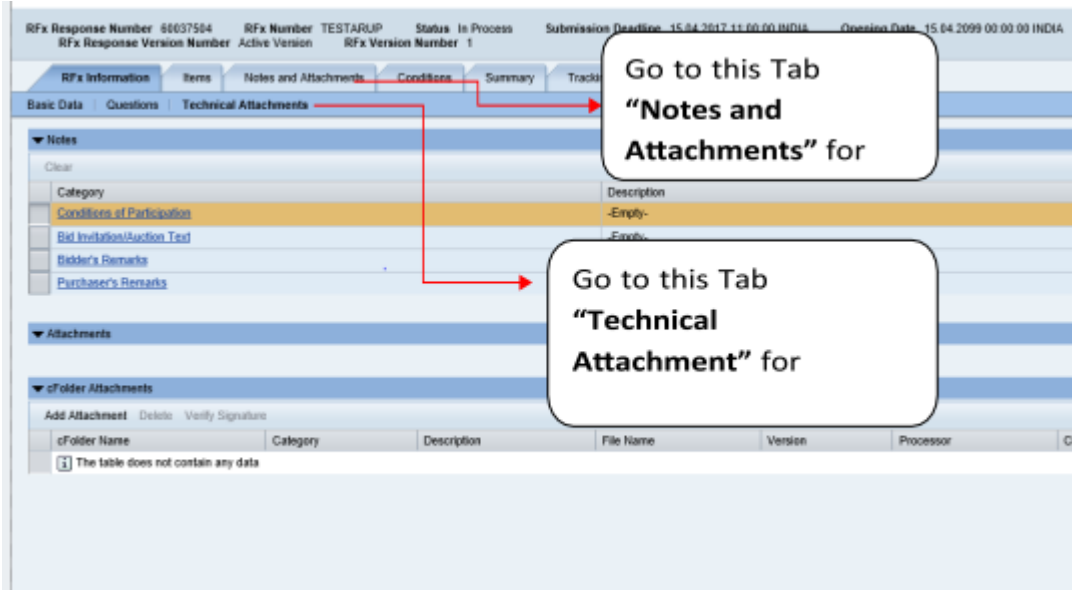 RFx Response Number 60037504 RFx Number TESTARUP Status In Process Submission Deadline 15.04.2017 11:00:00 INDIA Opening Date 15.04.2099 00:00:00 INDIA
RFx Response Version Number Active Version RFx Version Number 1
RFx Information Items Notes and Attachments Conditions Summary
Basic Data Questions Technical Attachments
Go to this Tab
“Notes and
Attachments” for
Notes
Clear
Category Description
Conditions of Participation -Empty-
Bid Invitation/Auction Text -Empty-
Bidder's Remarks
Purchaser's Remarks
Go to this Tab
“Technical
Attachment” for
Attachments
cFolder Attachments
Add Attachment Delete Verify Signature
cFolder Name Category Description File Name Version Processor C
The table does not contain any data